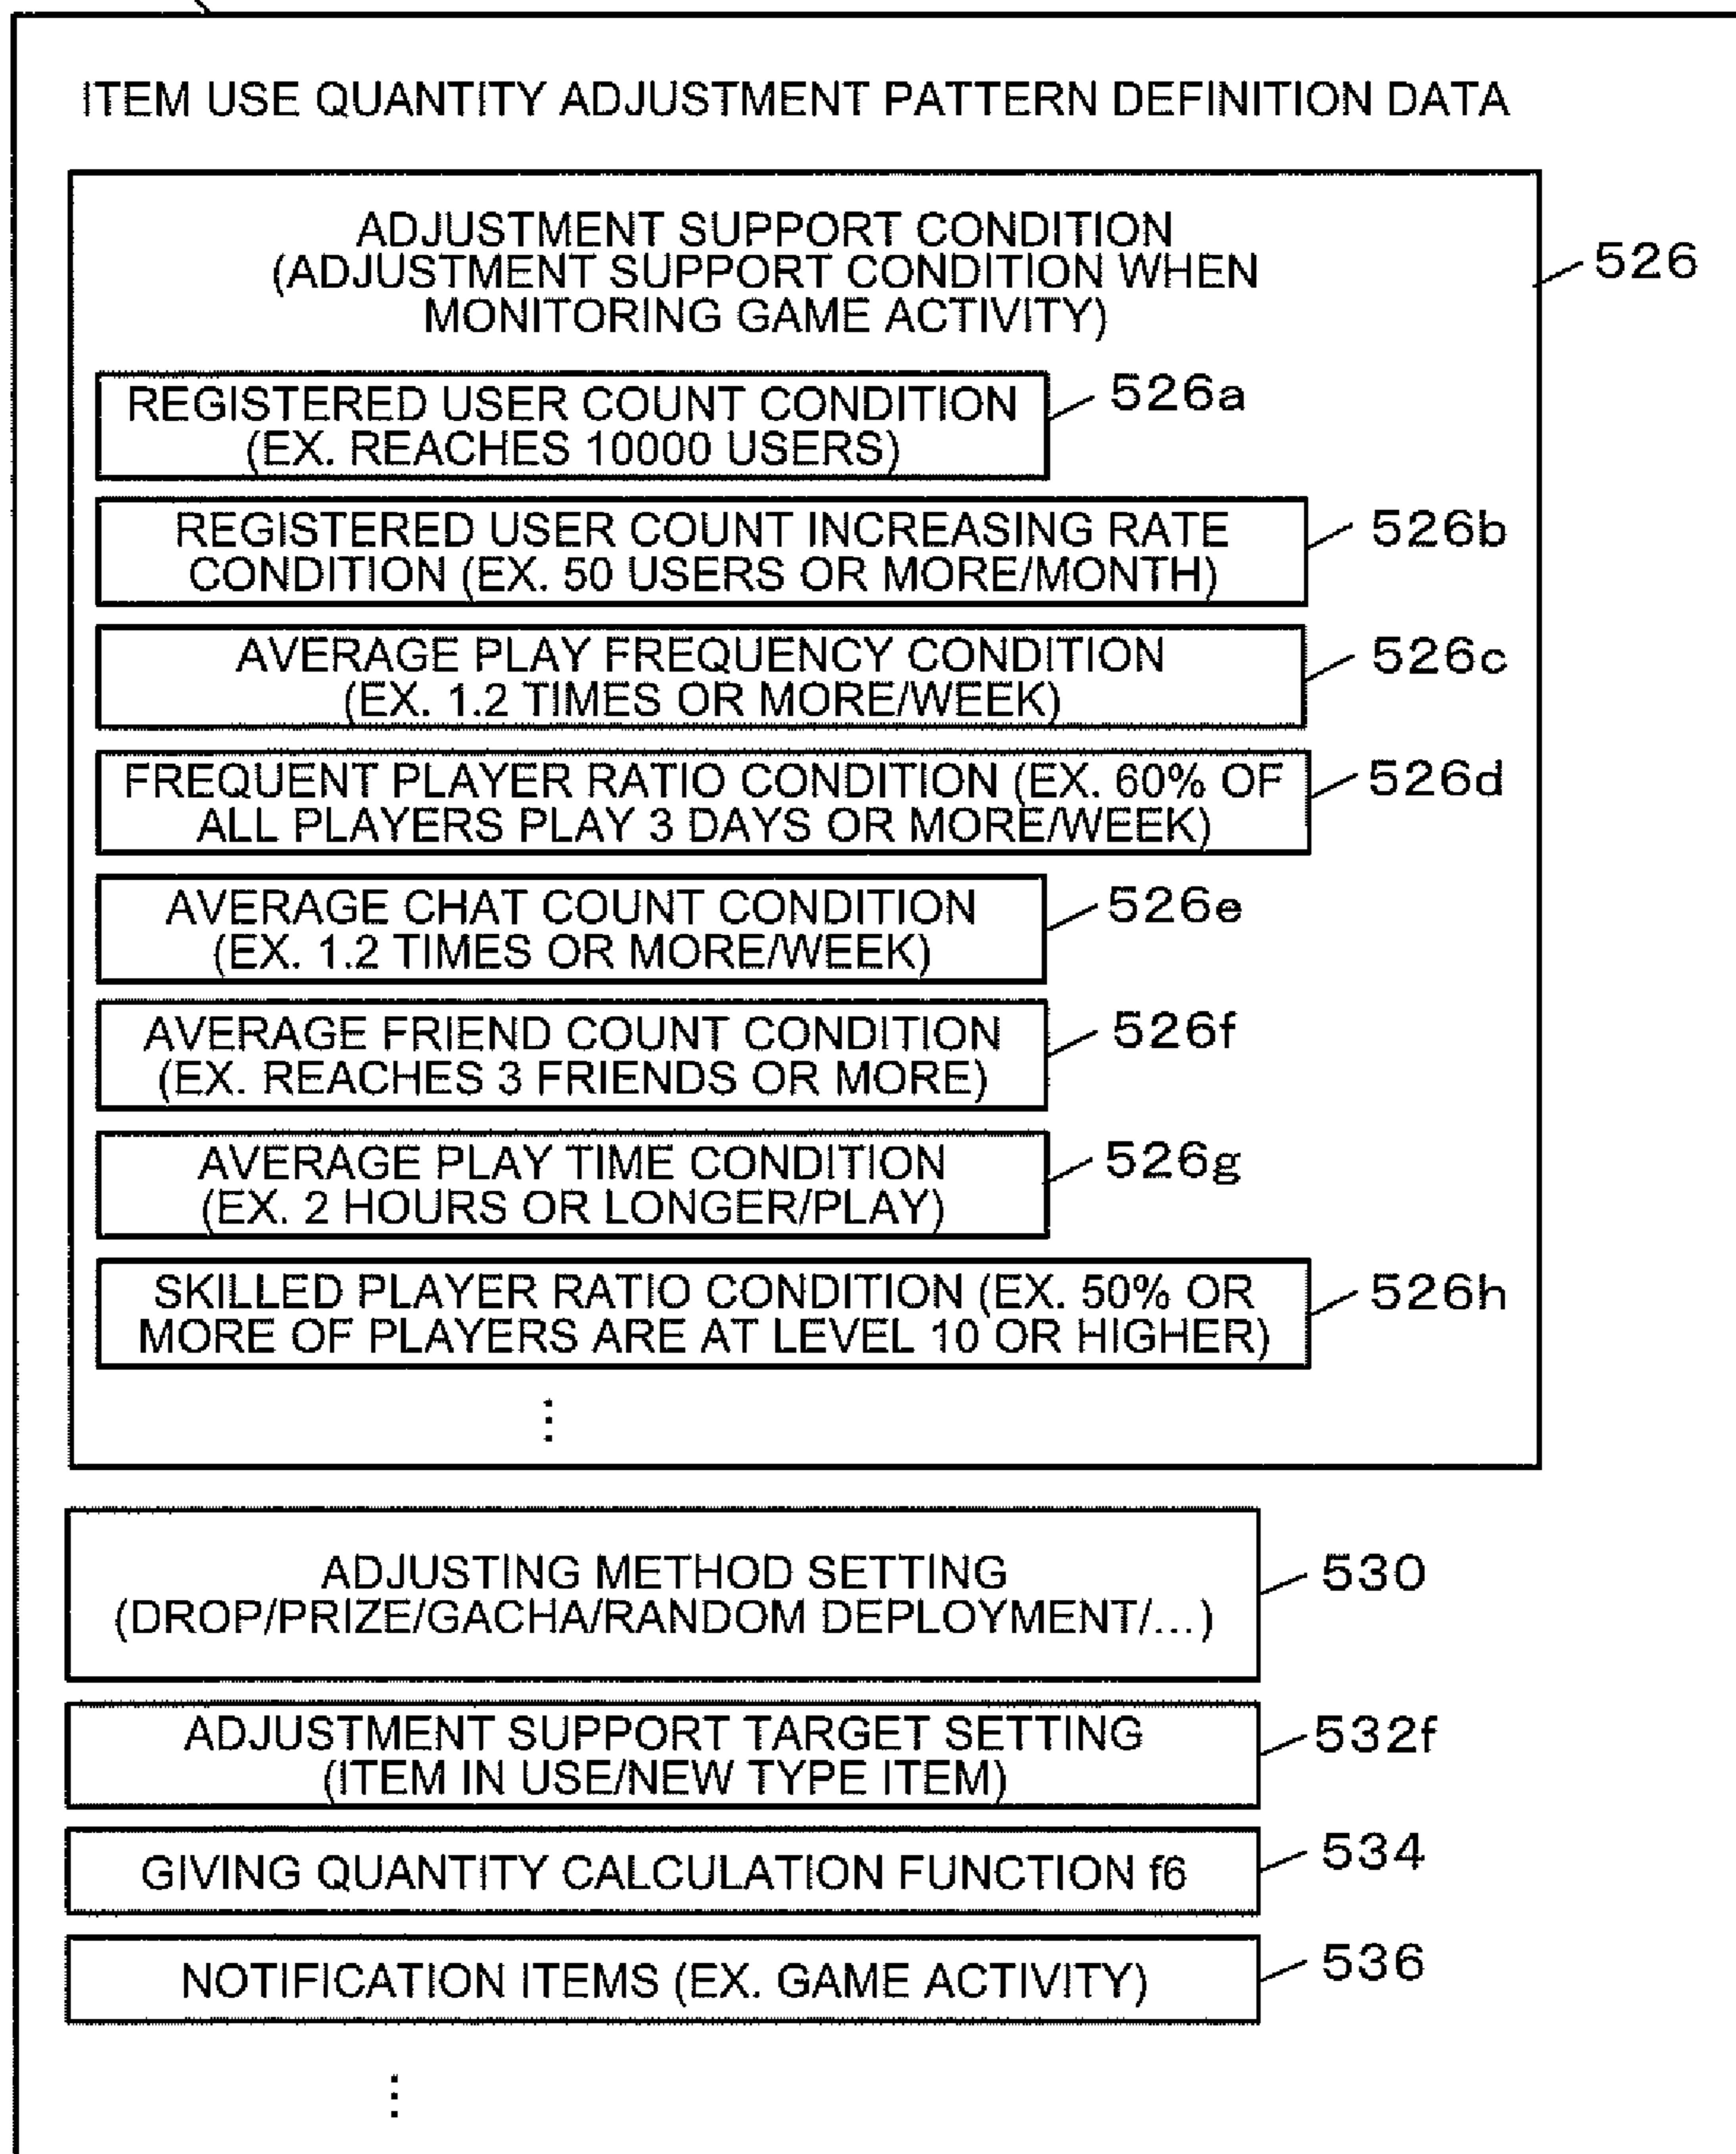 ITEM USE QUANTITY ADJUSTMENT PATTERN DEFINITION DATA
ADJUSTMENT SUPPORT CONDITION
(ADJUSTMENT SUPPORT CONDITION WHEN
MONITORING GAME ACTIVITY)
526
REGISTERED USER COUNT CONDITION
(EX. REACHES 10000 USERS)
526a
REGISTERED USER COUNT INCREASING RATE
CONDITION (EX. 50 USERS OR MORE/MONTH)
526b
AVERAGE PLAY FREQUENCY CONDITION
(EX. 1.2 TIMES OR MORE/WEEK)
526c
FREQUENT PLAYER RATIO CONDITION (EX. 60% OF
ALL PLAYERS PLAY 3 DAYS OR MORE/WEEK)
526d
AVERAGE CHAT COUNT CONDITION
(EX. 1.2 TIMES OR MORE/WEEK)
526e
AVERAGE FRIEND COUNT CONDITION
(EX. REACHES 3 FRIENDS OR MORE)
526f
AVERAGE PLAY TIME CONDITION
(EX. 2 HOURS OR LONGER/PLAY)
526g
SKILLED PLAYER RATIO CONDITION (EX. 50% OR
MORE OF PLAYERS ARE AT LEVEL 10 OR HIGHER)
526h
⋮
ADJUSTING METHOD SETTING
(DROP/PRIZE/GACHA/RANDOM DEPLOYMENT/...)
530
ADJUSTMENT SUPPORT TARGET SETTING
(ITEM IN USE/NEW TYPE ITEM)
532f
GIVING QUANTITY CALCULATION FUNCTION f6
534
NOTIFICATION ITEMS (EX. GAME ACTIVITY)
536
⋮